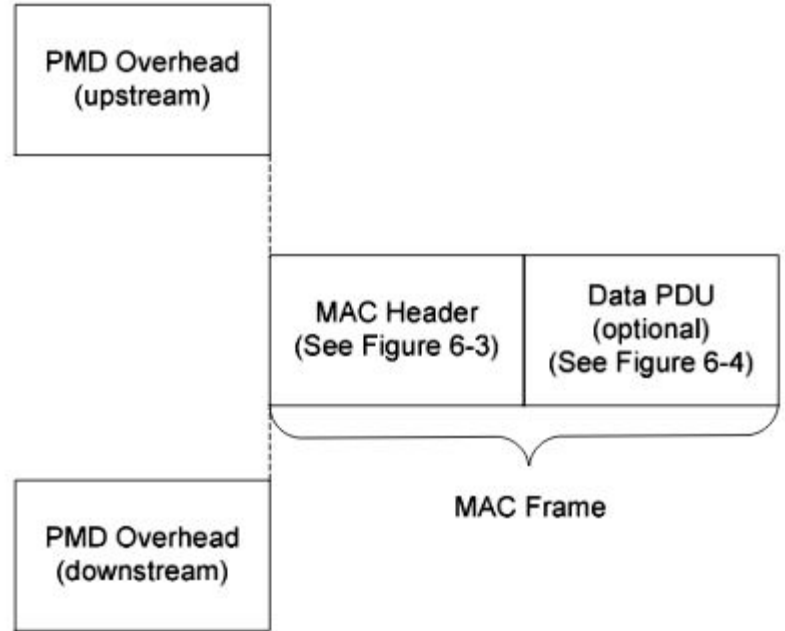 PMD Overhead
(upstream)
MAC Header
(See Figure 6-3)
Data PDU
(optional)
(See Figure 6-4)
MAC Frame
PMD Overhead
(downstream)